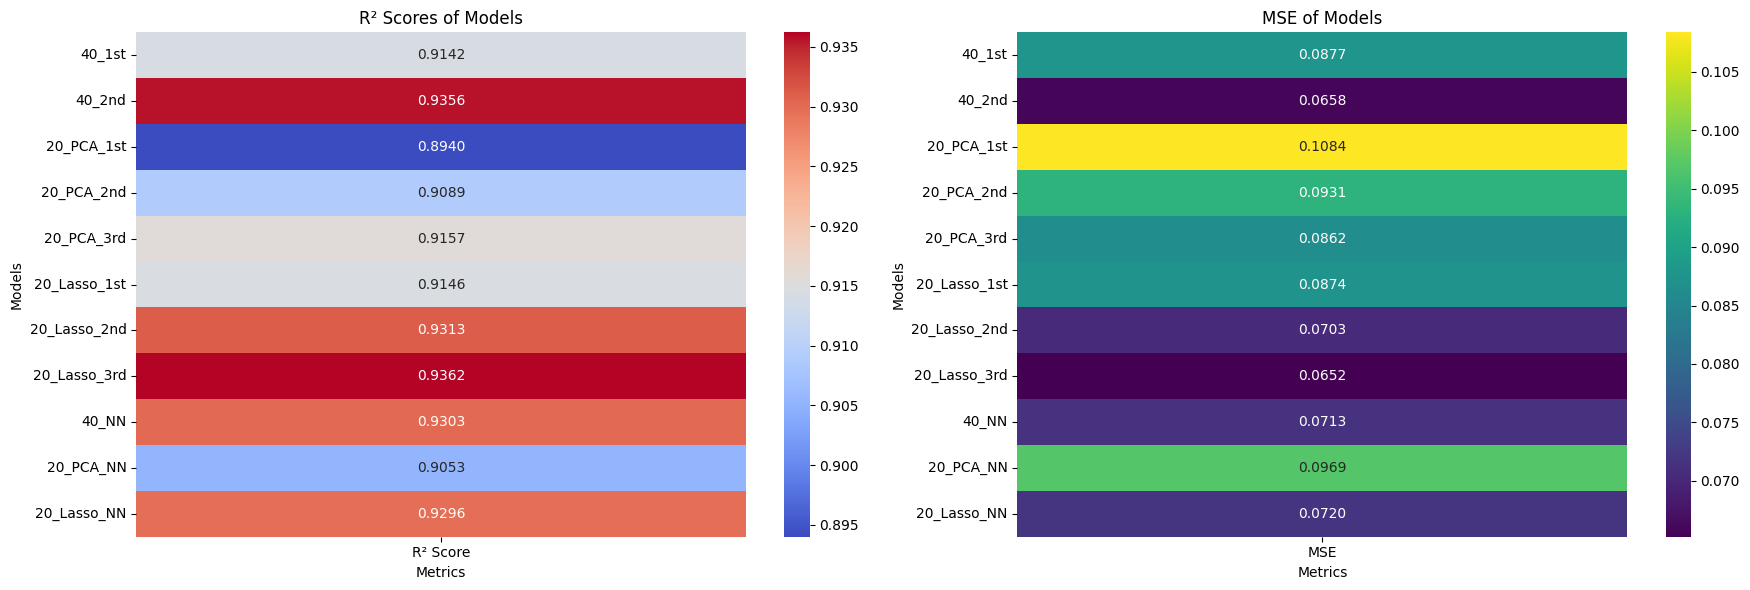 R² Scores of Models
Models
40_1st
40_2nd
20_PCA_1st
20_PCA_2nd
20_PCA_3rd
20_Lasso_1st
20_Lasso_2nd
20_Lasso_3rd
40_NN
20_PCA_NN
20_Lasso_NN
0.9142
0.9356
0.8940
0.9089
0.9157
0.9146
0.9313
0.9362
0.9303
0.9053
0.9296
R² Score
Metrics
0.935
0.930
0.925
0.920
0.915
0.910
0.905
0.900
0.895
MSE of Models
Models
40_1st
40_2nd
20_PCA_1st
20_PCA_2nd
20_PCA_3rd
20_Lasso_1st
20_Lasso_2nd
20_Lasso_3rd
40_NN
20_PCA_NN
20_Lasso_NN
0.0877
0.0658
0.1084
0.0931
0.0862
0.0874
0.0703
0.0652
0.0713
0.0969
0.0720
MSE
Metrics
0.105
0.100
0.095
0.090
0.085
0.080
0.075
0.070